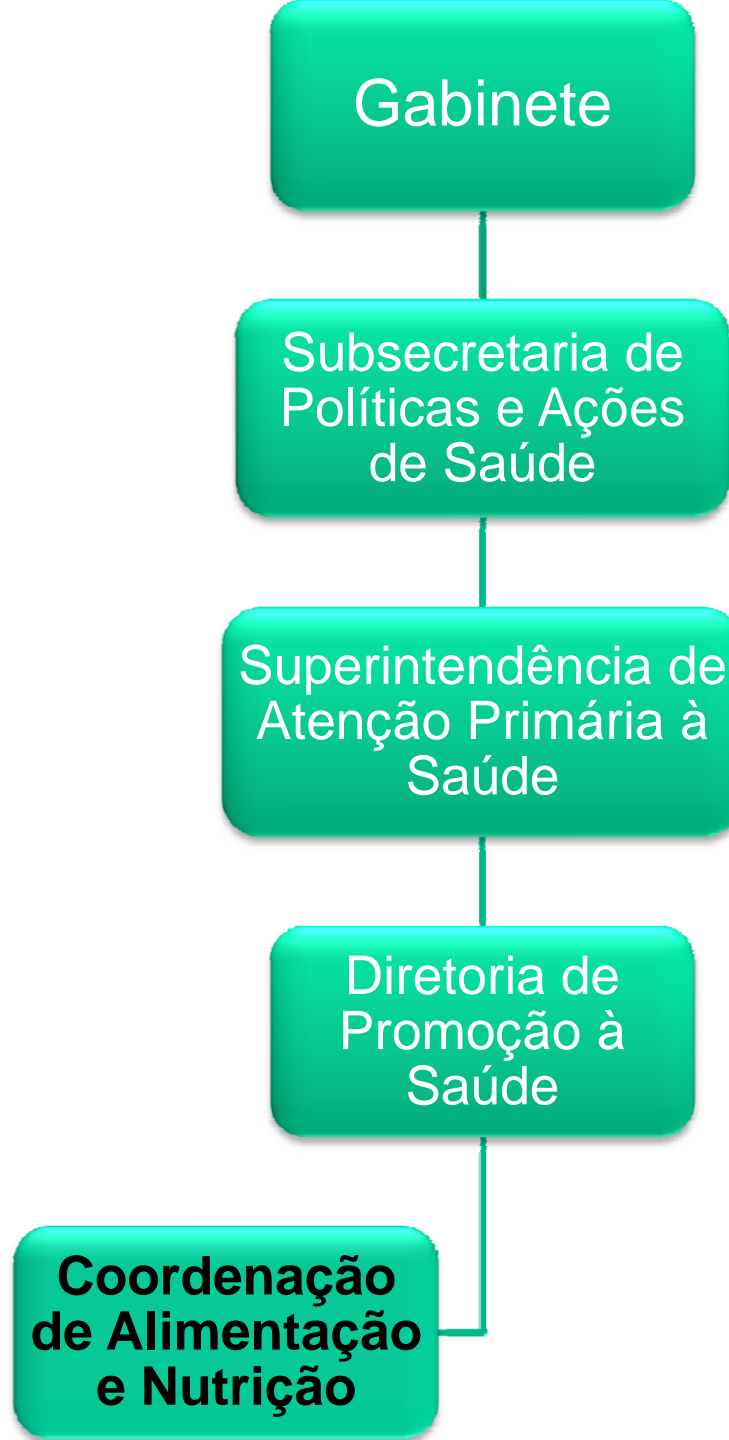 Gabinete
Subsecretaria de
Políticas e Ações
de Saúde
Superintendência de
Atenção Primária à
Saúde
Diretoria de
Promoção à
Saúde
Coordenação
de Alimentação
e Nutrição